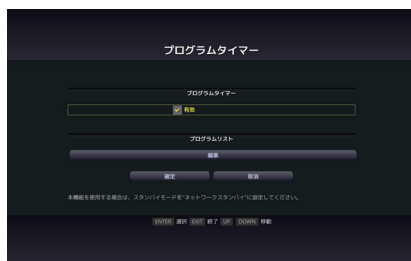 プログラムタイマー
プログラムタイマー
有効
プログラムリスト
編集
確定 取消
本機能を使用する場合は、スタンバイモードを"ネットワークスタンバイ"に設定してください。
ENTER 選択 EXIT 終了 UP DOWN 移動